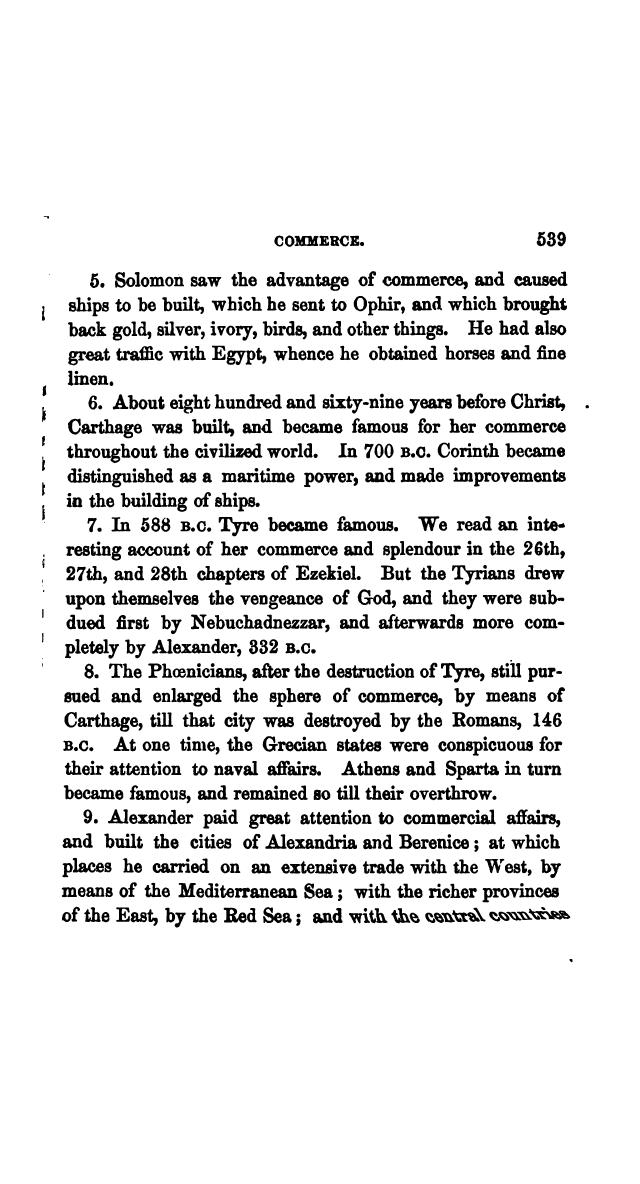 COMMERCE. 539
5. Solomon saw the advantage of commerce, and caused
ships to be built, which he sent to Ophir, and which brought
back gold, silver, ivory, birds, and other things. He had also
great traffic with Egypt, whence he obtained horses and fine
linen.
6. About eight hundred and sixty-nine years before Christ,
Carthage was built, and became famous for her commerce
throughout the civilized world. In 700 B.C. Corinth became
distinguished as a maritime power, and made improvements
in the building of ships.
7. In 588 B.C. Tyre became famous. We read an inte-
resting account of her commerce and splendour in the 26th,
27th, and 28th chapters of Ezekiel. But the Tyrians drew
upon themselves the vengeance of God, and they were sub-
dued first by Nebuchadnezzar, and afterwards more com-
pletely by Alexander, 332 B.C.
8. The Phœnicians, after the destruction of Tyre, still pur-
sued and enlarged the sphere of commerce, by means of
Carthage, till that city was destroyed by the Romans, 146
B.C. At one time, the Grecian states were conspicuous for
their attention to naval affairs. Athens and Sparta in turn
became famous, and remained so till their overthrow.
9. Alexander paid great attention to commercial affairs,
and built the cities of Alexandria and Berenice; at which
places he carried on an extensive trade with the West, by
means of the Mediterranean Sea; with the richer provinces
of the East, by the Red Sea; and with the central countries